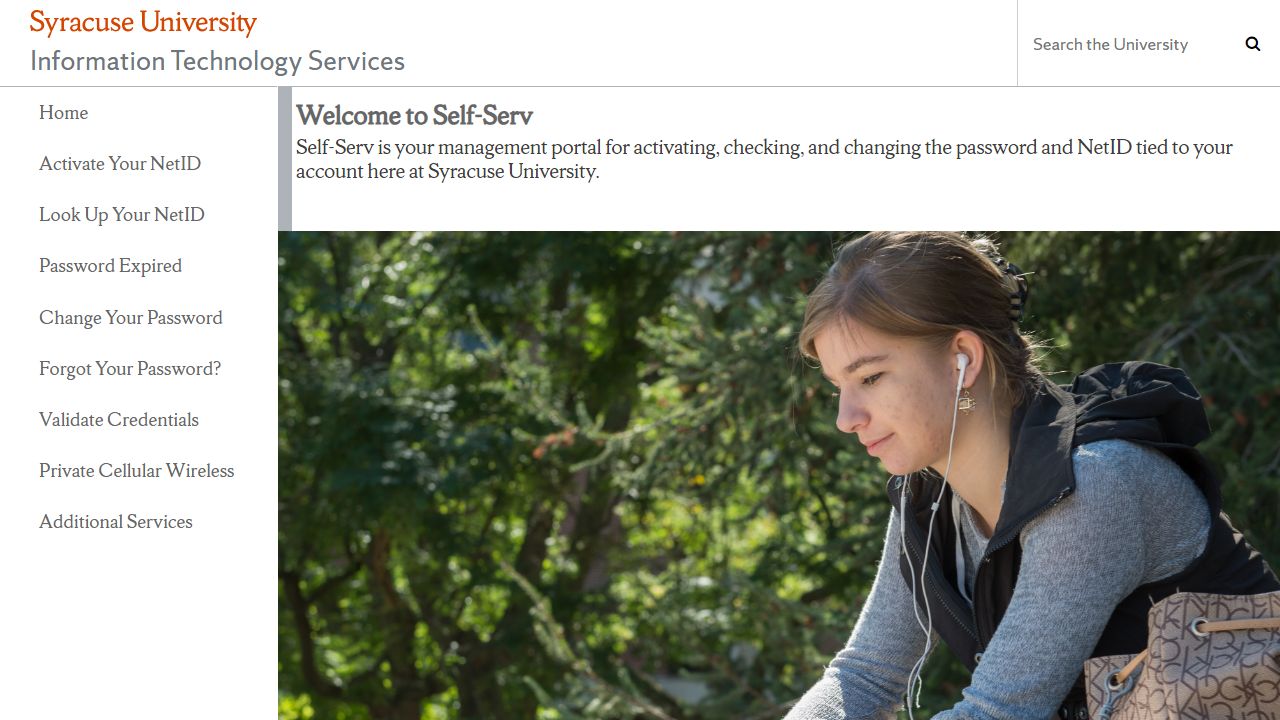 Syracuse University
Information Technology Services
Search the University
Home
Activate Your NetID
Look Up Your NetID
Password Expired
Change Your Password
Forgot Your Password?
Validate Credentials
Private Cellular Wireless
Additional Services
Welcome to Self-Serv
Self-Serv is your management portal for activating, checking, and changing the password and NetID tied to your
account here at Syracuse University.